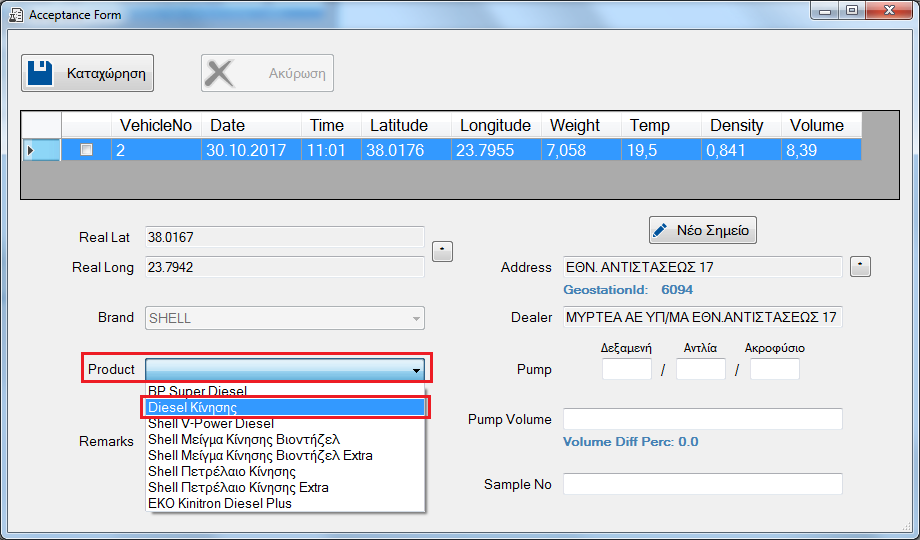 Acceptance Form
Καταχώρηση Ακύρωση
VehicleNo Date Time Latitude Longitude Weight Temp Density Volume
2 30.10.2017 11:01 38.0176 23.7955 7,058 19,5 0,841 8,39
Real Lat 38.0167
Νέο Σημείο
Real Long 23.7942
Address ΕΘΝ. ΑΝΤΙΣΤΑΣΕΩΣ 17
GeostationId: 6094
Brand SHELL
Dealer ΜΥΡΤΕΑ ΑΕ ΥΠ/ΜΑ ΕΘΝ.ΑΝΤΙΣΤΑΣΕΩΣ 17
Δεξαμενή Αντλία Ακροφύσιο
Product
Pump / /
BP Super Diesel
Diesel Κίνησης
Shell V-Power Diesel
Pump Volume
Remarks
Shell Μείγμα Κίνησης Βιοντήζελ
Volume Diff Perc: 0.0
Shell Μείγμα Κίνησης Βιοντήζελ Extra
Shell Πετρέλαιο Κίνησης
Shell Πετρέλαιο Κίνησης Extra
Sample No
EKO Kinitron Diesel Plus